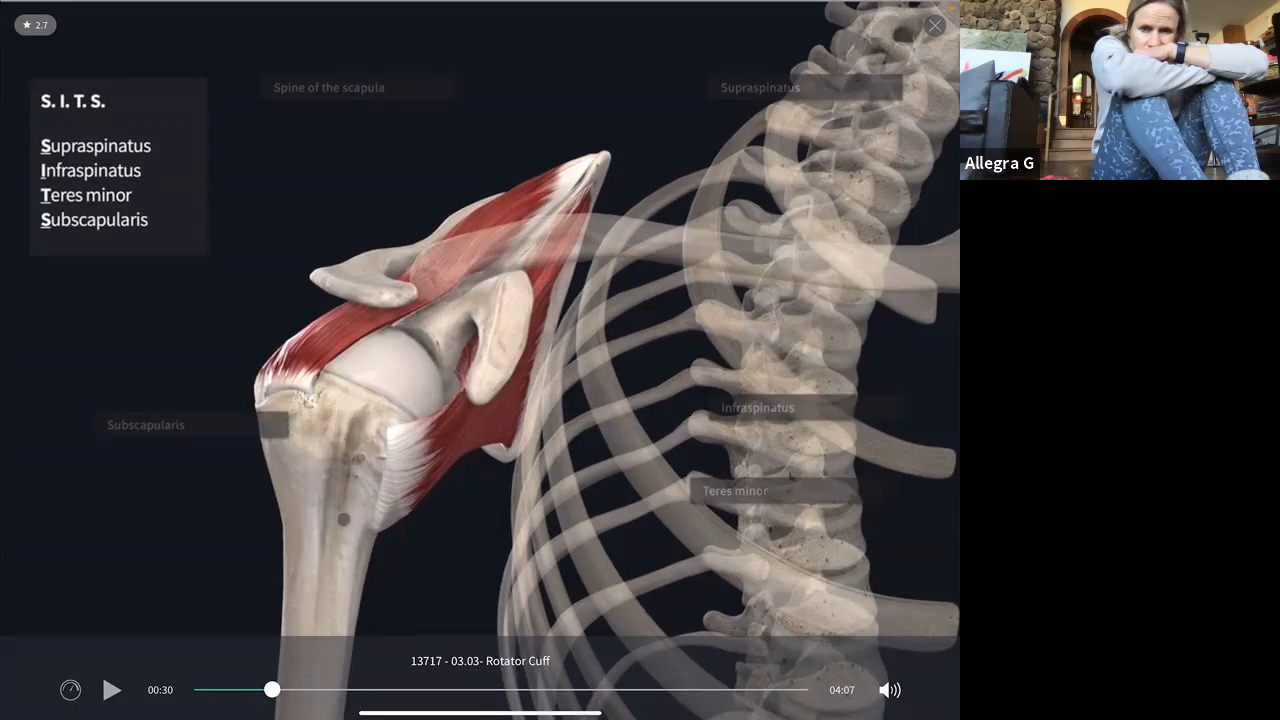 ★ 2.7
S. I. T. S.
Supraspinatus
Infraspinatus
Teres minor
Subscapularis
Spine of the scapula
Supraspinatus
Subscapularis
Infraspinatus
Teres minor
13717 - 03.03- Rotator Cuff
00:30
04:07
Allegra G